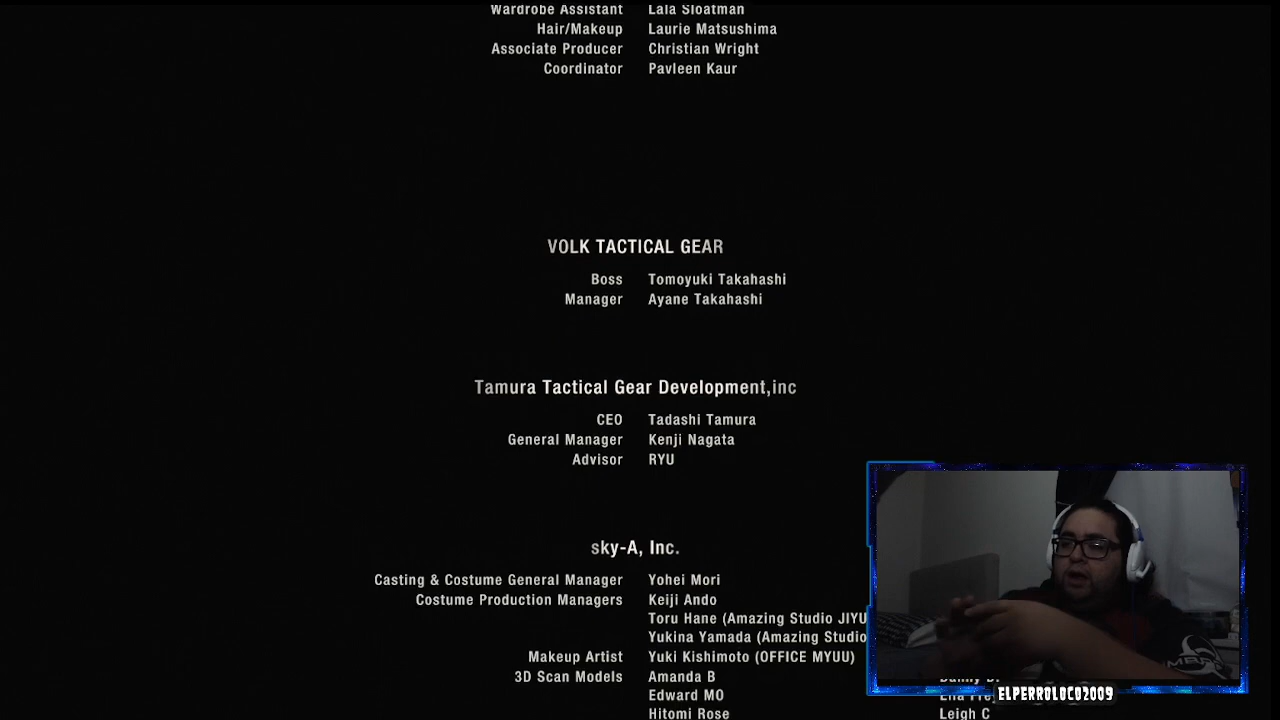 Wardrobe Assistant Lala Sloatman
Hair/Makeup Laurie Matsushima
Associate Producer Christian Wright
Coordinator Pavleen Kaur
VOLK TACTICAL GEAR
Boss Tomoyuki Takahashi
Manager Ayane Takahashi
Tamura Tactical Gear Development,inc
CEO Tadashi Tamura
General Manager Kenji Nagata
Advisor RYU
sky-A, Inc.
Casting & Costume General Manager Yohei Mori
Costume Production Managers Keiji Ando
Toru Hane (Amazing Studio JIYU
Yukina Yamada (Amazing Studio
Makeup Artist Yuki Kishimoto (OFFICE MYUU)
3D Scan Models Amanda B
Edward MO
Hitomi Rose Leigh C
ELPERROLOCO2009